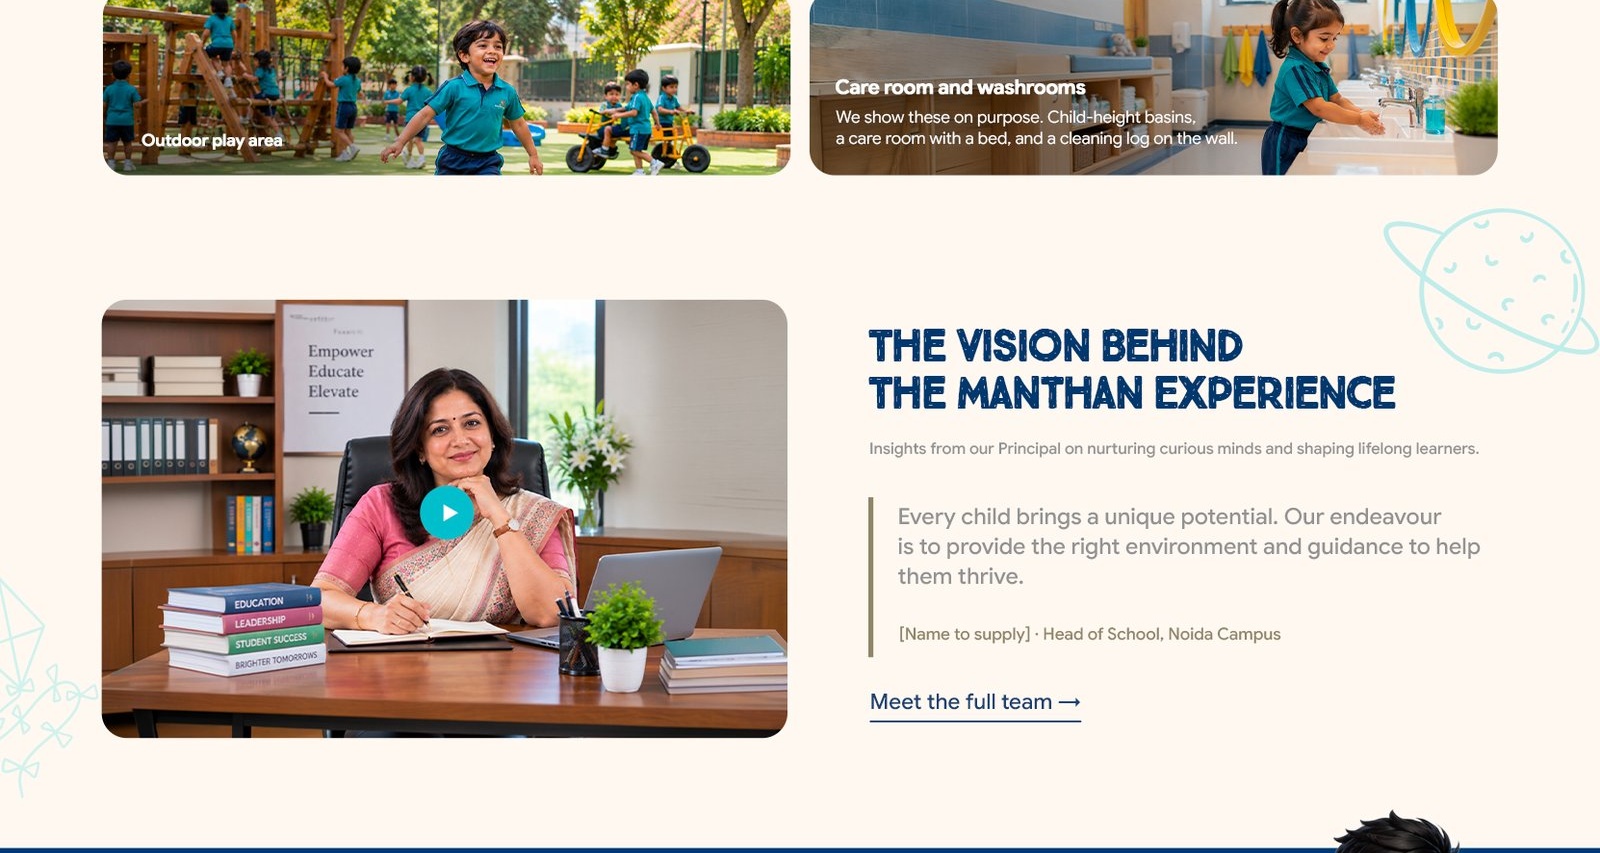 Outdoor play area
Care room and washrooms
We show these on purpose. Child-height basins,
a care room with a bed, and a cleaning log on the wall.
Empower
Educate
Elevate
EDUCATION
LEADERSHIP
STUDENT SUCCESS
BRIGHTER TOMORROWS
THE VISION BEHIND
THE MANTHAN EXPERIENCE
Insights from our Principal on nurturing curious minds and shaping lifelong learners.
Every child brings a unique potential. Our endeavour
is to provide the right environment and guidance to help
them thrive.
[Name to supply] · Head of School, Noida Campus
Meet the full team →